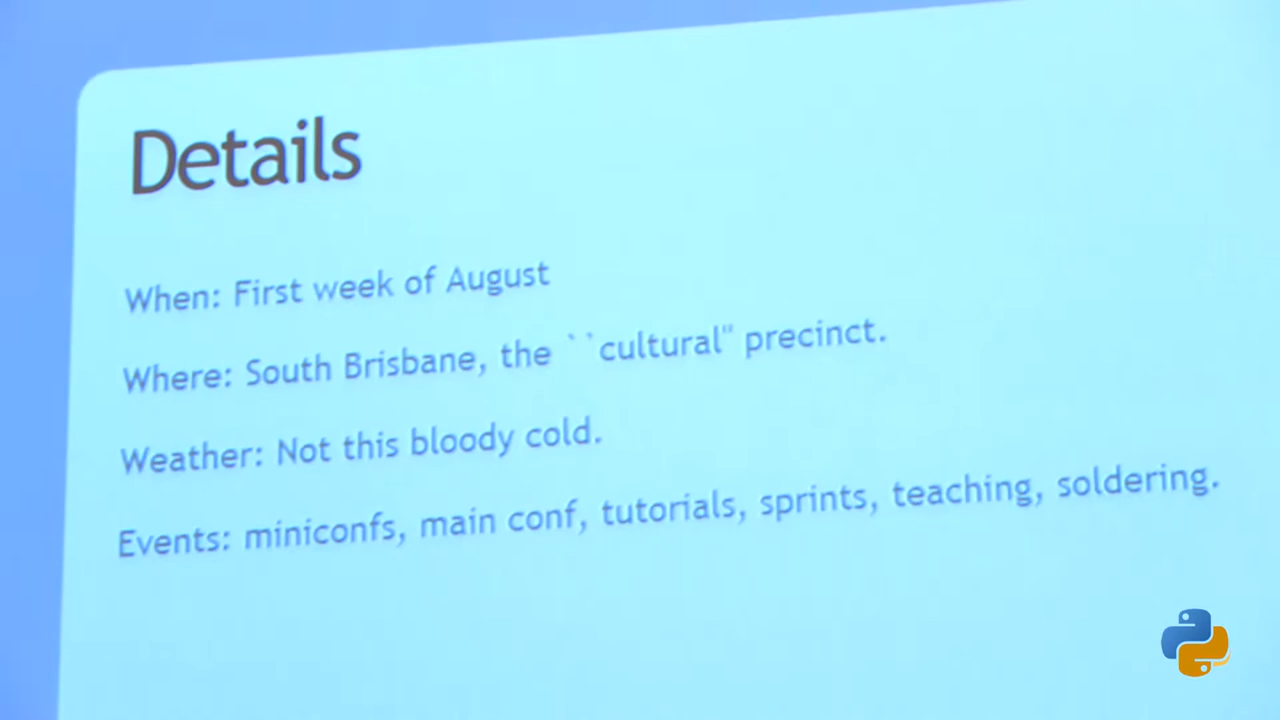 Details
When: First week of August
Where: South Brisbane, the ``cultural" precinct.
Weather: Not this bloody cold.
Events: miniconfs, main conf, tutorials, sprints, teaching, soldering.